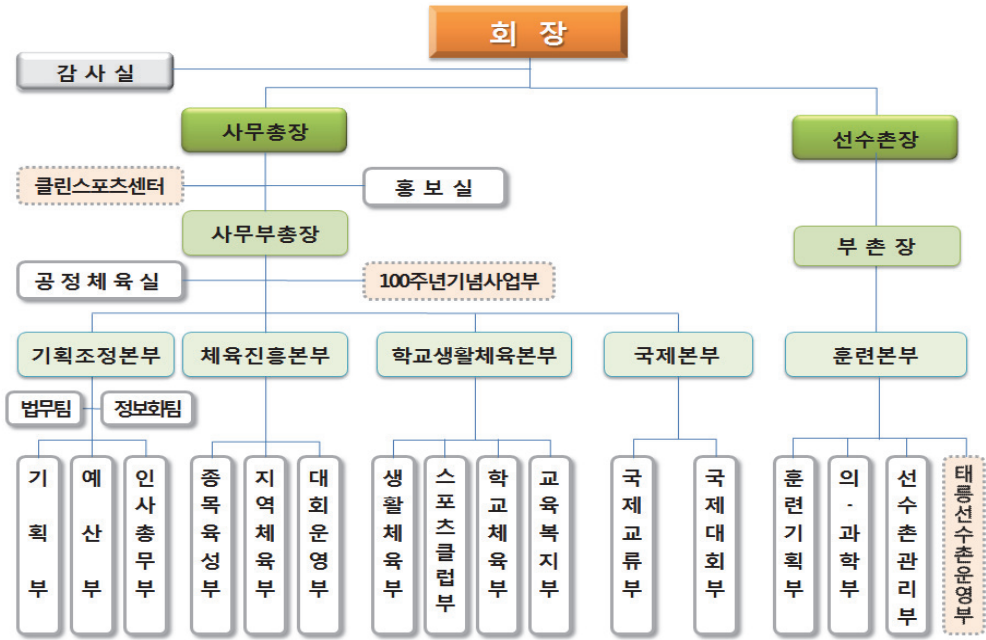 회 장
감 사 실
사무총장
선수촌장
클린스포츠센터
홍 보 실
사무부총장
부 촌 장
공 정 체 육 실
100주년기념사업부
기획조정본부
체육진흥본부
학교생활체육본부
국제본부
훈련본부
법무팀
정보화팀
기획부
예산부
인사총무부
종목육성부
지역체육부
대회운영부
생활체육부
스포츠클럽부
학교체육부
교육복지부
국제교류부
국제대회부
훈련기획부
의-과학부
선수촌관리부
태릉선수촌운영부